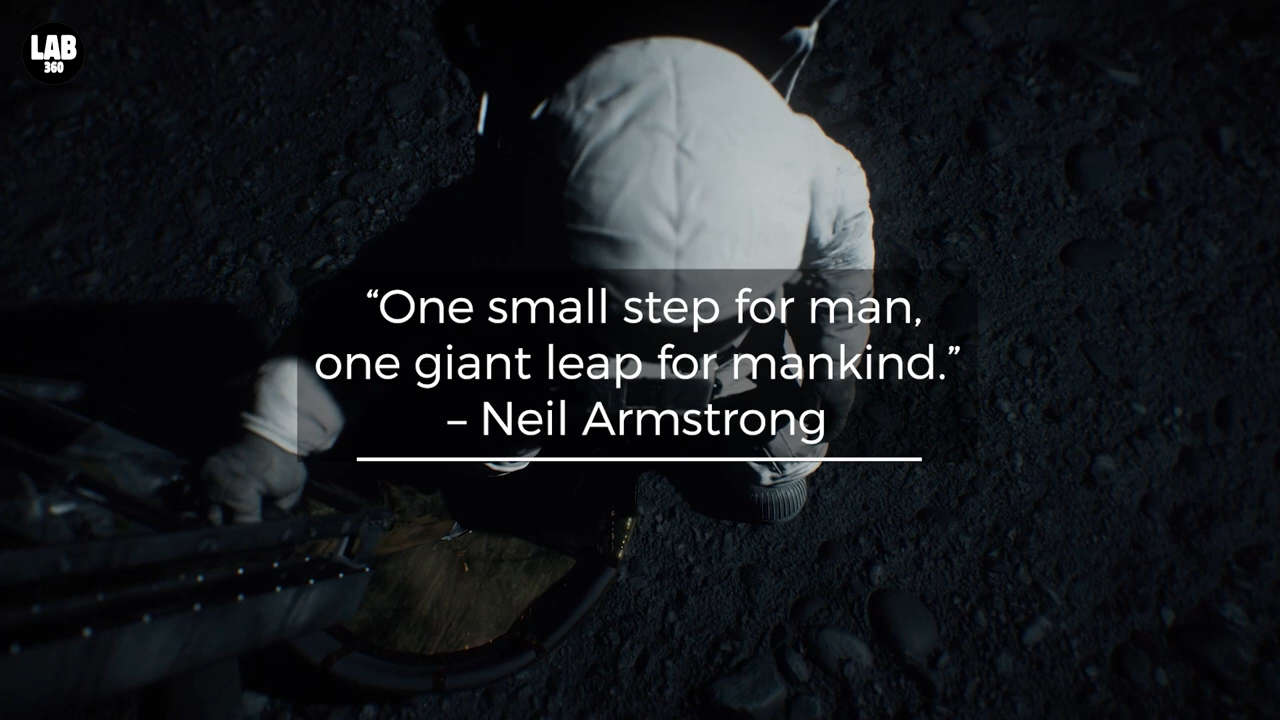 LAB
360
“One small step for man,
one giant leap for mankind.”
– Neil Armstrong